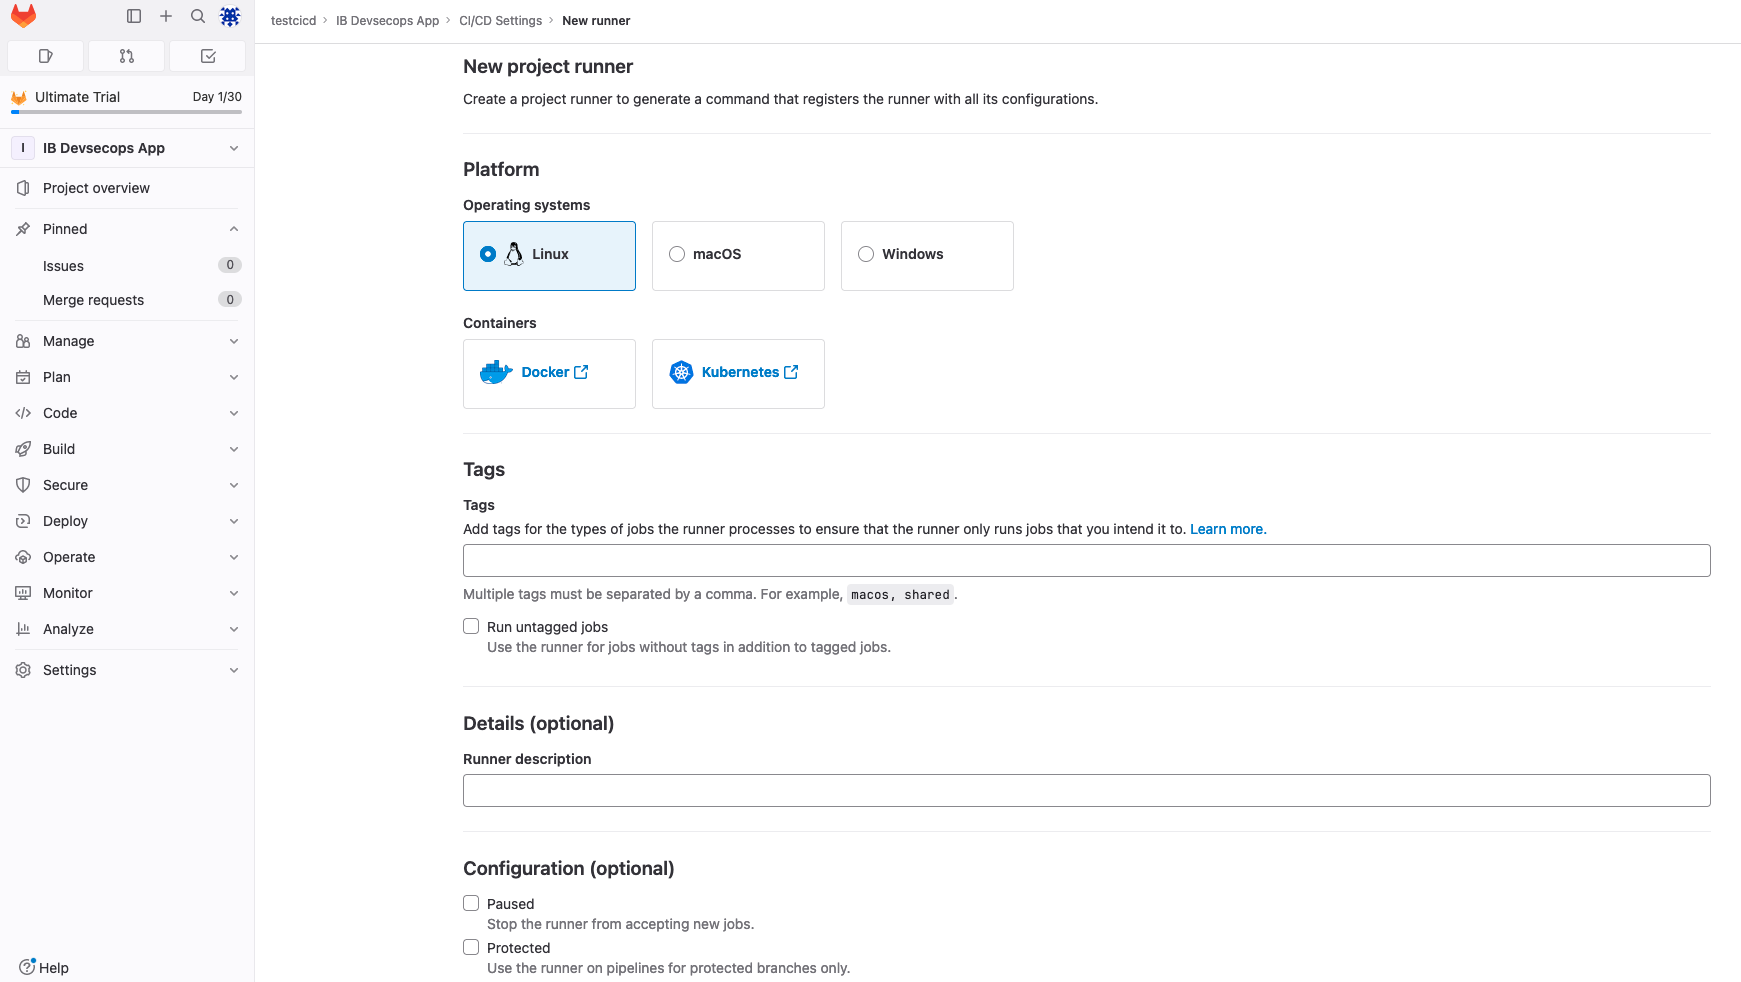 testcicd › IB Devsecops App › CI/CD Settings › New runner
Ultimate Trial Day 1/30
I IB Devsecops App
Project overview
Pinned
Issues 0
Merge requests 0
Manage
Plan
Code
Build
Secure
Deploy
Operate
Monitor
Analyze
Settings
Help
New project runner
Create a project runner to generate a command that registers the runner with all its configurations.
Platform
Operating systems
Linux macOS Windows
Containers
Docker Kubernetes
Tags
Tags
Add tags for the types of jobs the runner processes to ensure that the runner only runs jobs that you intend it to. Learn more.
Multiple tags must be separated by a comma. For example, macos, shared.
Run untagged jobs
Use the runner for jobs without tags in addition to tagged jobs.
Details (optional)
Runner description
Configuration (optional)
Paused
Stop the runner from accepting new jobs.
Protected
Use the runner on pipelines for protected branches only.